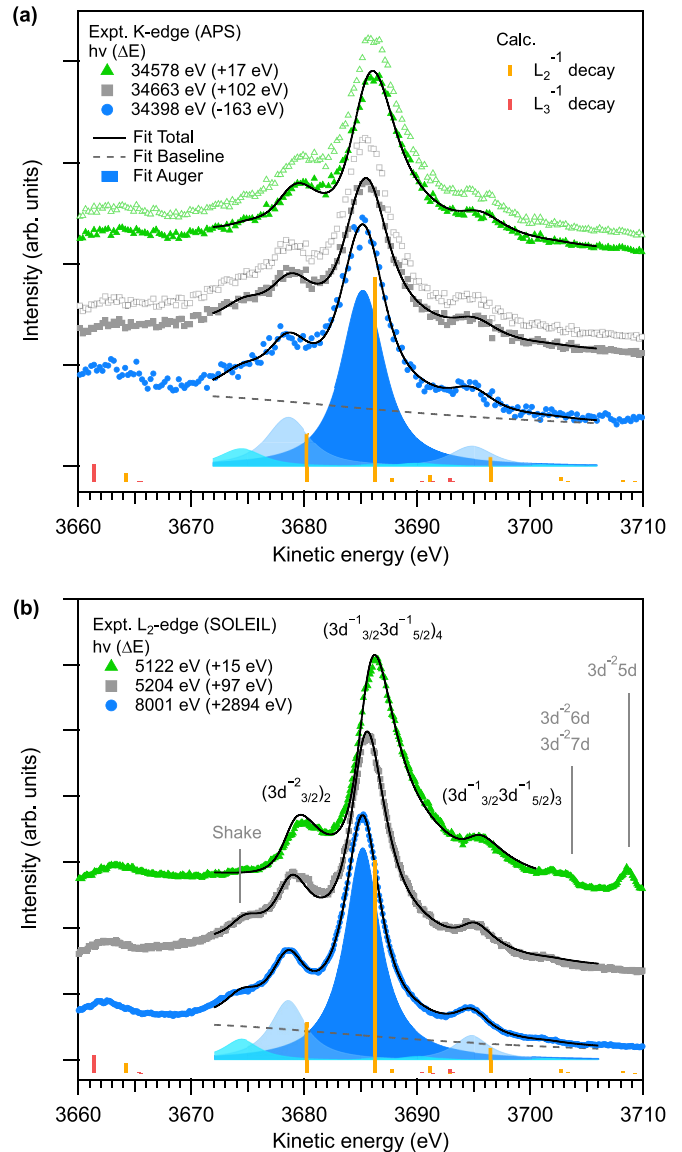 (a)
Expt. K-edge (APS)
hν (ΔE)
34578 eV (+17 eV)
34663 eV (+102 eV)
34398 eV (-163 eV)
Fit Total
Fit Baseline
Fit Auger
Calc.
L₂⁻¹ decay
L₃⁻¹ decay
Intensity (arb. units)
3660 3670 3680 3690 3700 3710
Kinetic energy (eV)
(b)
Expt. L₂-edge (SOLEIL)
hν (ΔE)
5122 eV (+15 eV)
5204 eV (+97 eV)
8001 eV (+2894 eV)
(3d⁻¹₃/₂3d⁻¹₅/₂)₄
3d⁻²5d
3d⁻²6d
3d⁻²7d
(3d⁻²₃/₂)₂
(3d⁻¹₃/₂3d⁻¹₅/₂)₃
Shake
Intensity (arb. units)
3660 3670 3680 3690 3700 3710
Kinetic energy (eV)